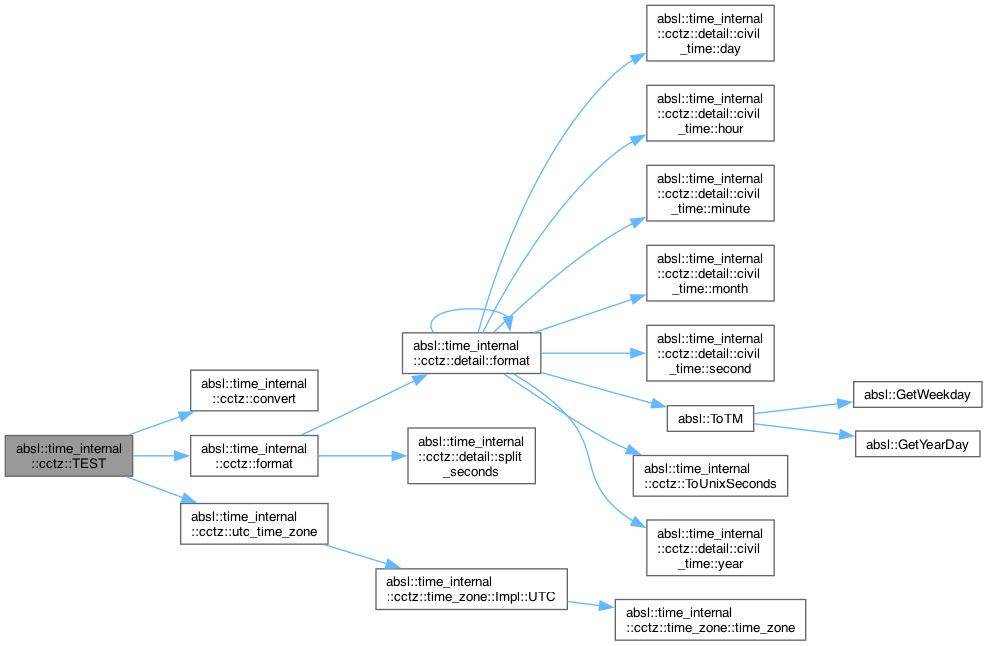 absl::time_internal
::cctz::TEST
absl::time_internal
::cctz::convert
absl::time_internal
::cctz::format
absl::time_internal
::cctz::utc_time_zone
absl::time_internal
::cctz::detail::format
absl::time_internal
::cctz::detail::split
_seconds
absl::time_internal
::cctz::time_zone::Impl::UTC
absl::time_internal
::cctz::detail::civil
_time::day
absl::time_internal
::cctz::detail::civil
_time::hour
absl::time_internal
::cctz::detail::civil
_time::minute
absl::time_internal
::cctz::detail::civil
_time::month
absl::time_internal
::cctz::detail::civil
_time::second
absl::ToTM
absl::time_internal
::cctz::ToUnixSeconds
absl::time_internal
::cctz::detail::civil
_time::year
absl::time_internal
::cctz::time_zone::time_zone
absl::GetWeekday
absl::GetYearDay